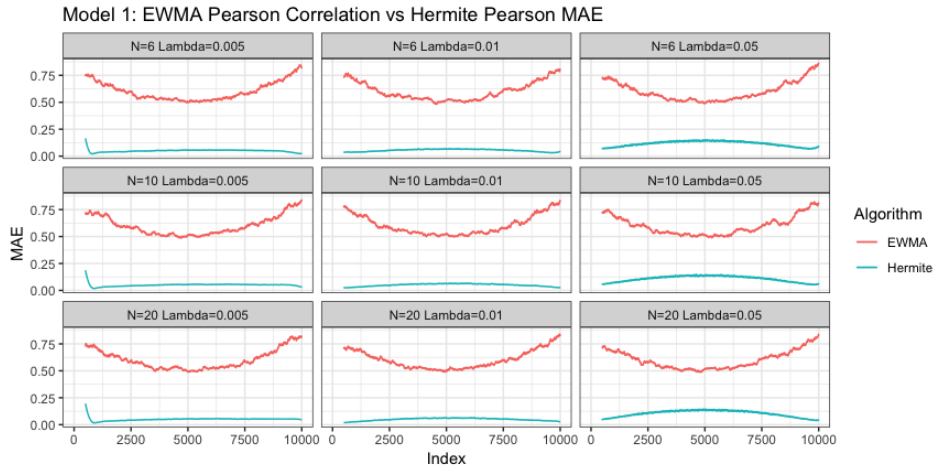 Model 1: EWMA Pearson Correlation vs Hermite Pearson MAE
N=6 Lambda=0.005
N=6 Lambda=0.01
N=6 Lambda=0.05
0.75
0.50
0.25
0.00
N=10 Lambda=0.005
N=10 Lambda=0.01
N=10 Lambda=0.05
0.75
0.50
0.25
0.00
N=20 Lambda=0.005
N=20 Lambda=0.01
N=20 Lambda=0.05
0.75
0.50
0.25
0.00
MAE
0 2500 5000 7500 10000 0 2500 5000 7500 10000 0 2500 5000 7500 10000
Index
Algorithm
EWMA
Hermite